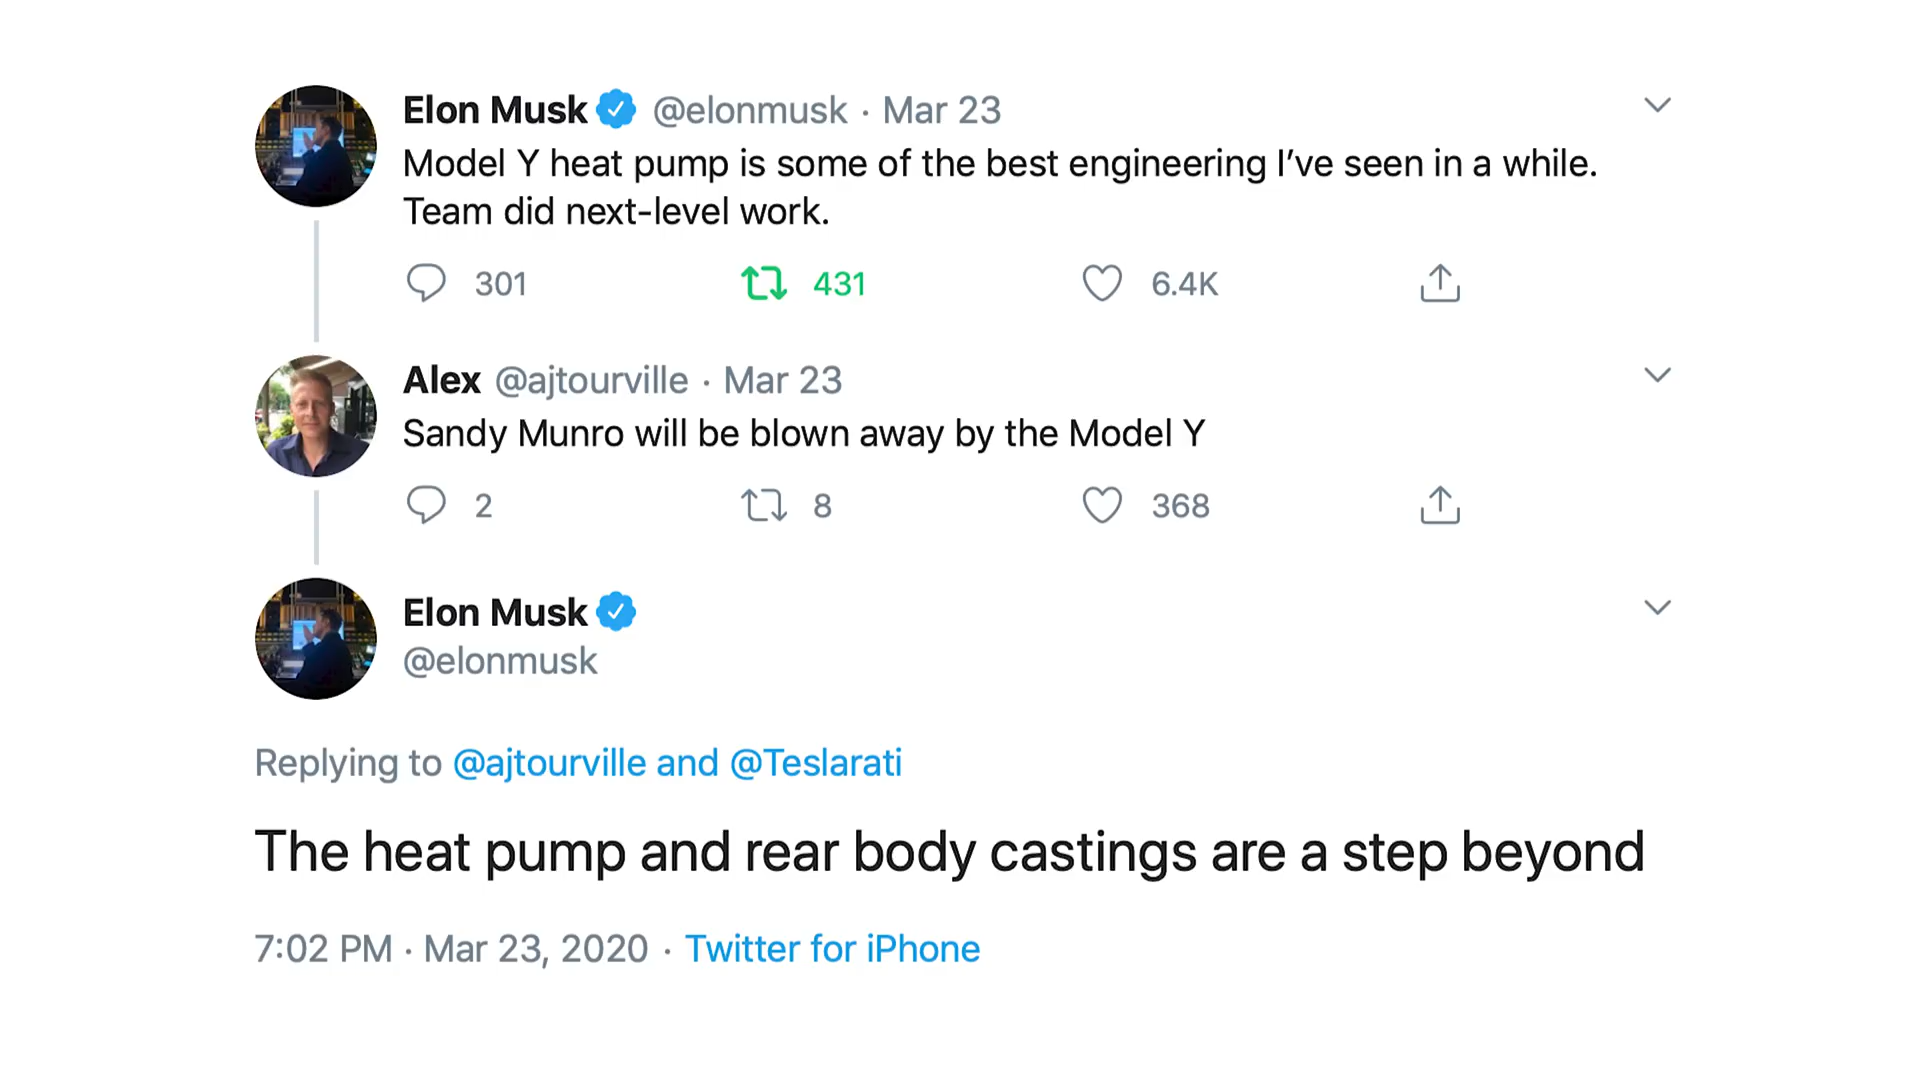 Elon Musk @elonmusk · Mar 23
Model Y heat pump is some of the best engineering I’ve seen in a while.
Team did next-level work.
301 431 6.4K
Alex @ajtourville · Mar 23
Sandy Munro will be blown away by the Model Y
2 8 368
Elon Musk
@elonmusk
Replying to @ajtourville and @Teslarati
The heat pump and rear body castings are a step beyond
7:02 PM · Mar 23, 2020 · Twitter for iPhone